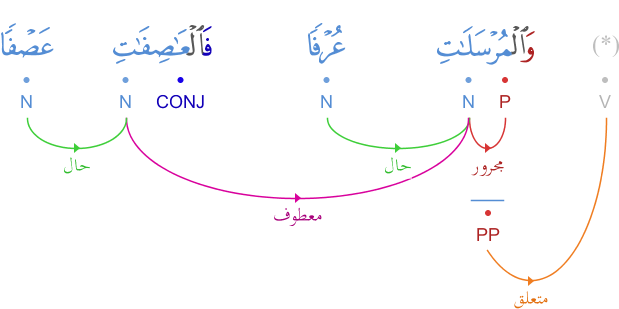 (*) وَٱلْمُرْسَلَٰتِ عُرْفًا فَٱلْعَٰصِفَٰتِ عَصْفًا
V P N N CONJ N N
مجرور حال حال
معطوف
PP
متعلق